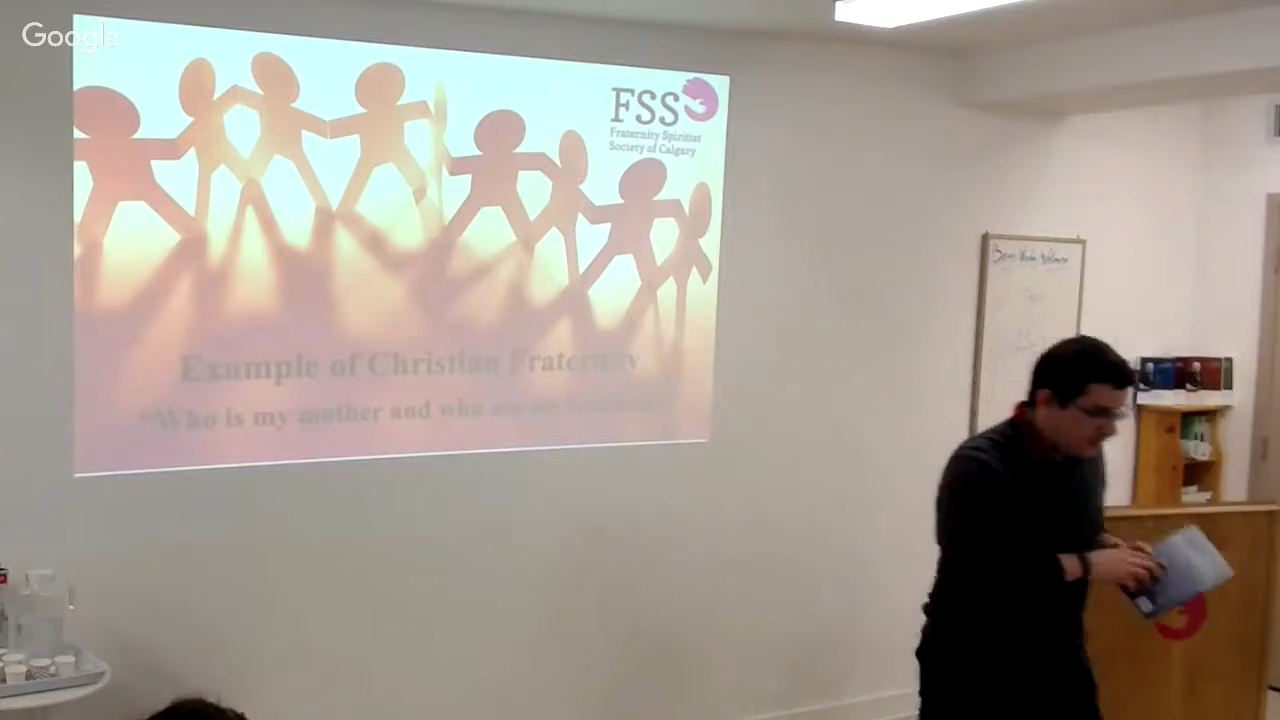 Google
FSS
Fraternity Spiritist
Society of Calgary
Example of Christian Fraternity
"Who is my mother and who are my